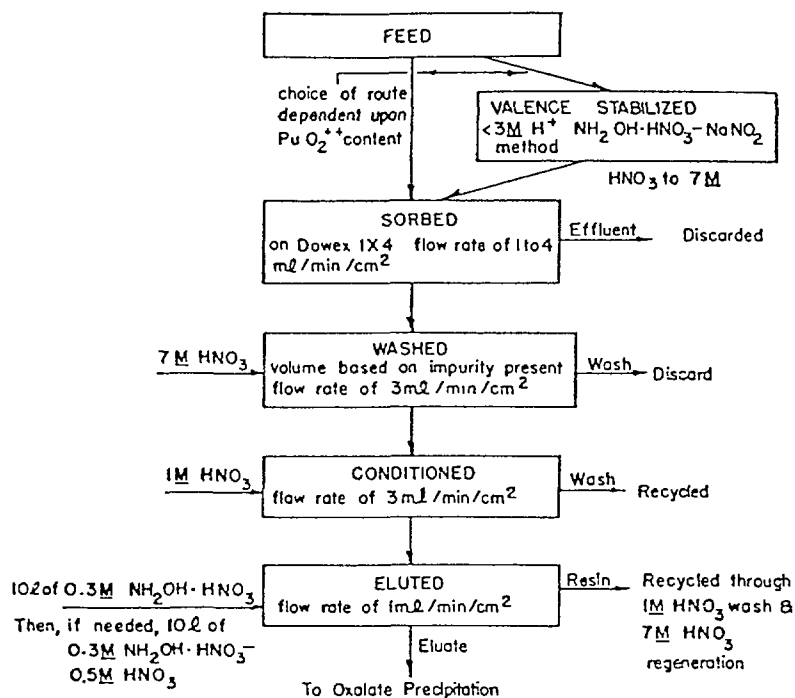 FEED
choice of route
dependent upon
PuO₂⁺⁺ content
VALENCE STABILIZED
<3M H⁺ NH₂OH·HNO₃-NaNO₂
method
HNO₃ to 7M
SORBED
on Dowex 1X4 flow rate of 1 to 4
ml/min/cm²
Effluent
Discarded
7M HNO₃
WASHED
volume based on impurity present
flow rate of 3ml/min/cm²
Wash
Discard
1M HNO₃
CONDITIONED
flow rate of 3ml/min/cm²
Wash
Recycled
10l of 0.3M NH₂OH·HNO₃
Then, if needed, 10l of
0.3M NH₂OH·HNO₃-
0.5M HNO₃
ELUTED
flow rate of 1ml/min/cm²
Resin
Recycled through
1M HNO₃ wash &
7M HNO₃
regeneration
Eluate
To Oxalate Precpitation